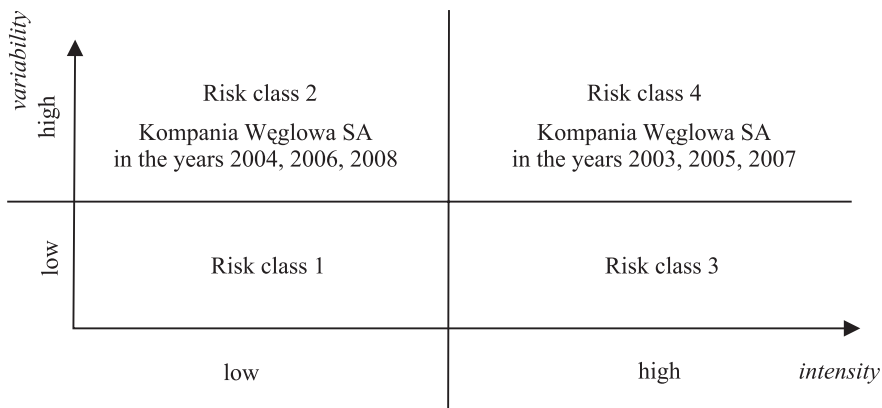 variability
high
Risk class 2
Kompania Węglowa SA
in the years 2004, 2006, 2008
Risk class 4
Kompania Węglowa SA
in the years 2003, 2005, 2007
low
Risk class 1
Risk class 3
low
high
intensity